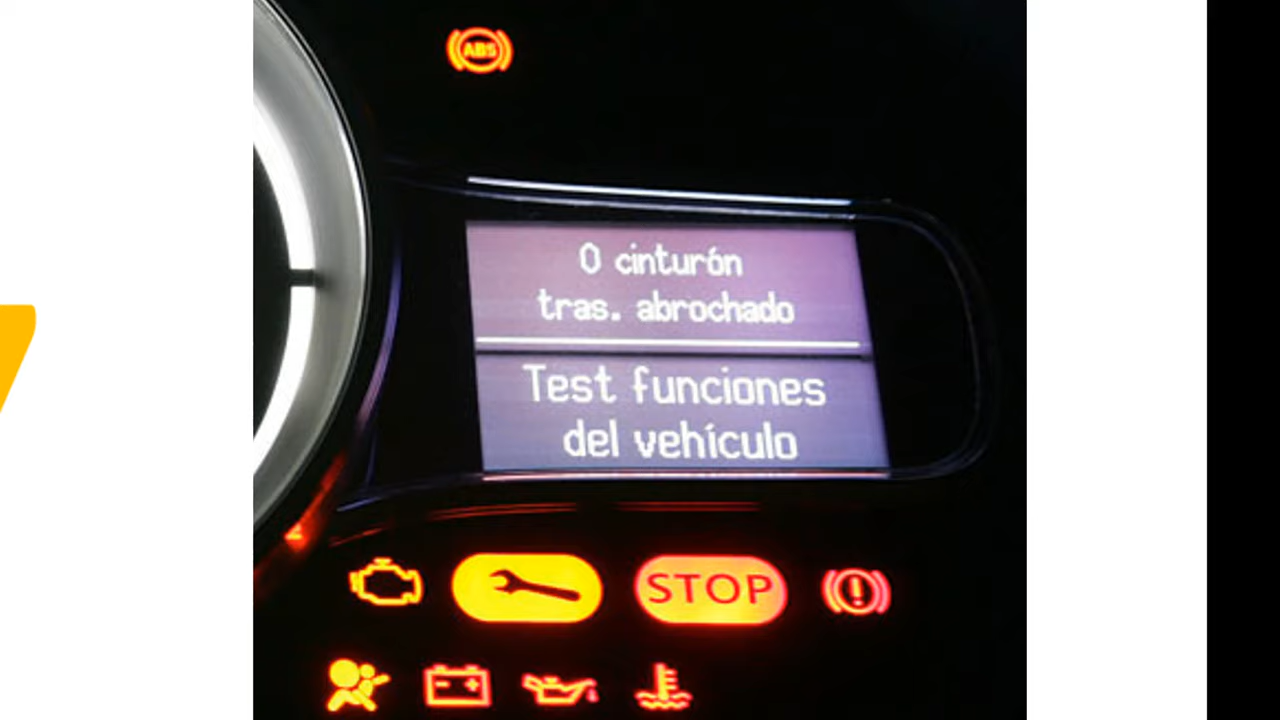 ABS
0 cinturón
tras. abrochado
Test funciones
del vehículo
STOP